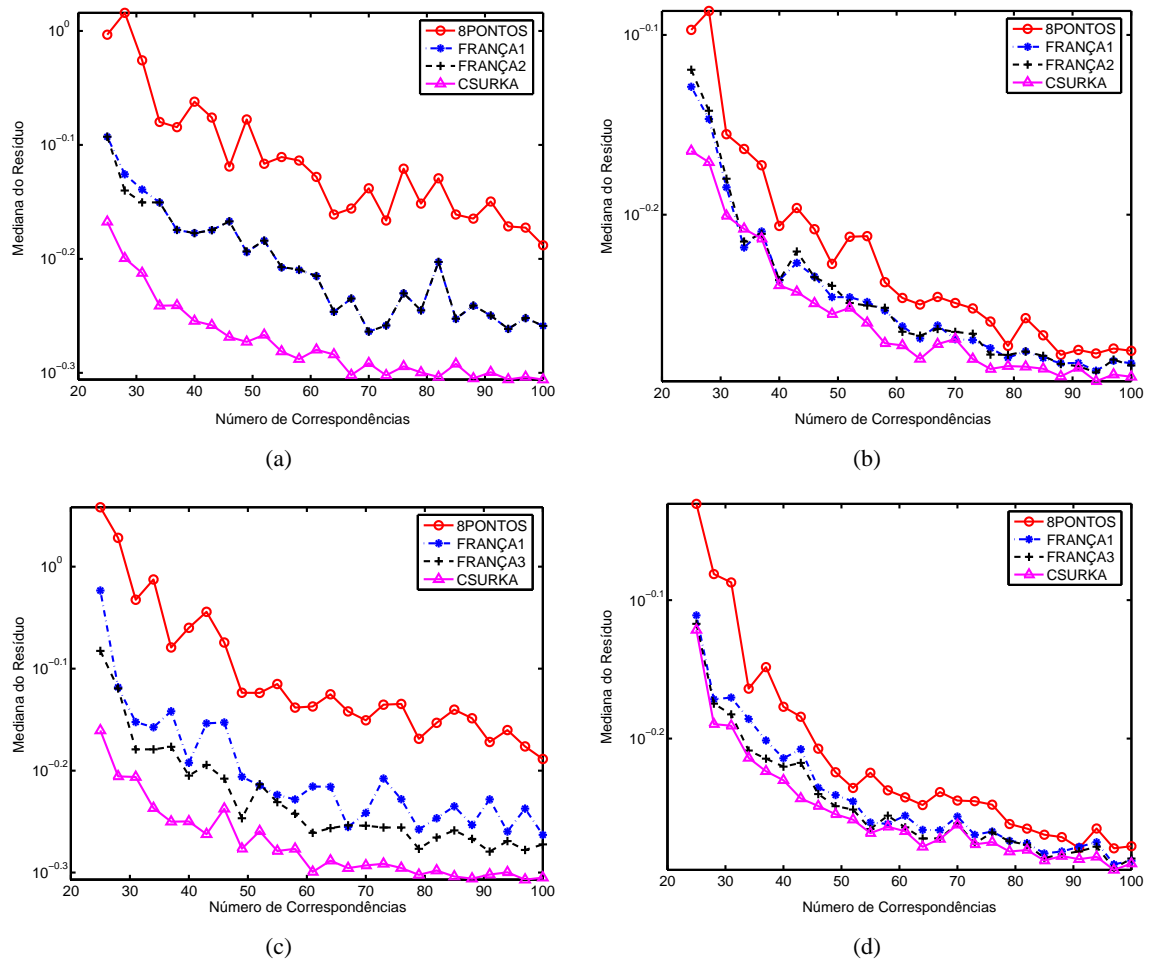 10^0
10^−0.1
10^−0.2
10^−0.3
Mediana do Resíduo
20 30 40 50 60 70 80 90 100
Número de Correspondências
8PONTOS
FRANÇA1
FRANÇA2
CSURKA
(a)
10^−0.1
10^−0.2
Mediana do Resíduo
20 30 40 50 60 70 80 90 100
Número de Correspondências
8PONTOS
FRANÇA1
FRANÇA2
CSURKA
(b)
10^0
10^−0.1
10^−0.2
10^−0.3
Mediana do Resíduo
20 30 40 50 60 70 80 90 100
Número de Correspondências
8PONTOS
FRANÇA1
FRANÇA3
CSURKA
(c)
10^−0.1
10^−0.2
Mediana do Resíduo
20 30 40 50 60 70 80 90 100
Número de Correspondências
8PONTOS
FRANÇA1
FRANÇA3
CSURKA
(d)